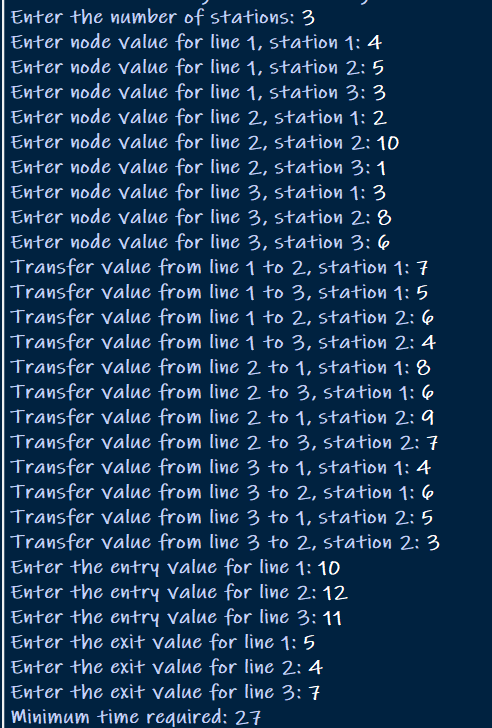 Enter the number of stations: 3
Enter node value for line 1, station 1: 4
Enter node value for line 1, station 2: 5
Enter node value for line 1, station 3: 3
Enter node value for line 2, station 1: 2
Enter node value for line 2, station 2: 10
Enter node value for line 2, station 3: 1
Enter node value for line 3, station 1: 3
Enter node value for line 3, station 2: 8
Enter node value for line 3, station 3: 6
Transfer value from line 1 to 2, station 1: 7
Transfer value from line 1 to 3, station 1: 5
Transfer value from line 1 to 2, station 2: 6
Transfer value from line 1 to 3, station 2: 4
Transfer value from line 2 to 1, station 1: 8
Transfer value from line 2 to 3, station 1: 6
Transfer value from line 2 to 1, station 2: 9
Transfer value from line 2 to 3, station 2: 7
Transfer value from line 3 to 1, station 1: 4
Transfer value from line 3 to 2, station 1: 6
Transfer value from line 3 to 1, station 2: 5
Transfer value from line 3 to 2, station 2: 3
Enter the entry value for line 1: 10
Enter the entry value for line 2: 12
Enter the entry value for line 3: 11
Enter the exit value for line 1: 5
Enter the exit value for line 2: 4
Enter the exit value for line 3: 7
Minimum time required: 27